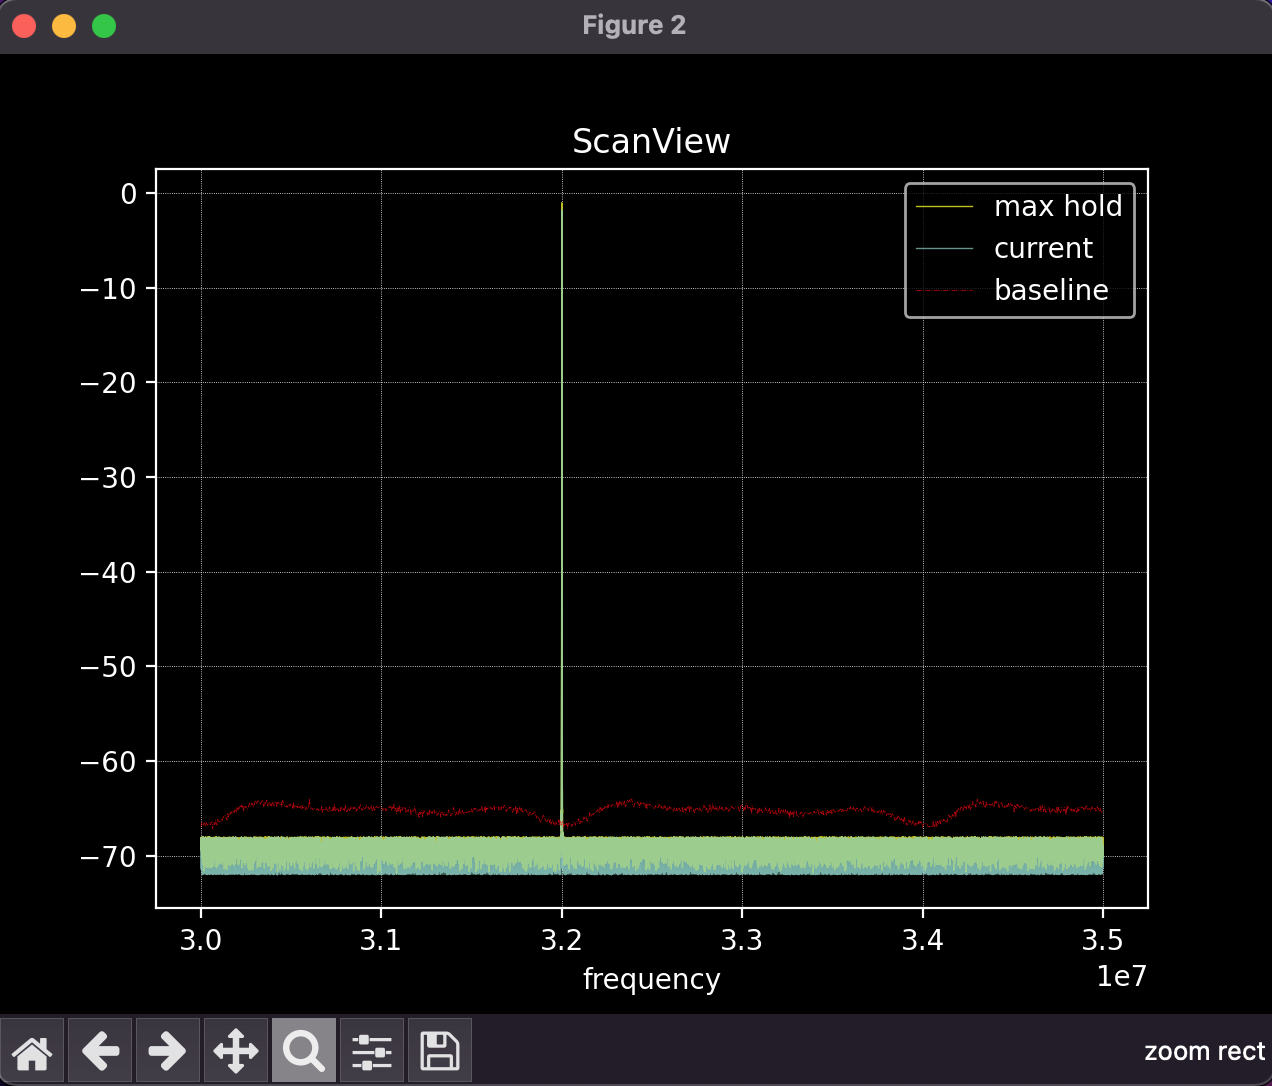 Figure 2
ScanView
max hold
current
baseline
0
−10
−20
−30
−40
−50
−60
−70
3.0 3.1 3.2 3.3 3.4 3.5
1e7
frequency
zoom rect